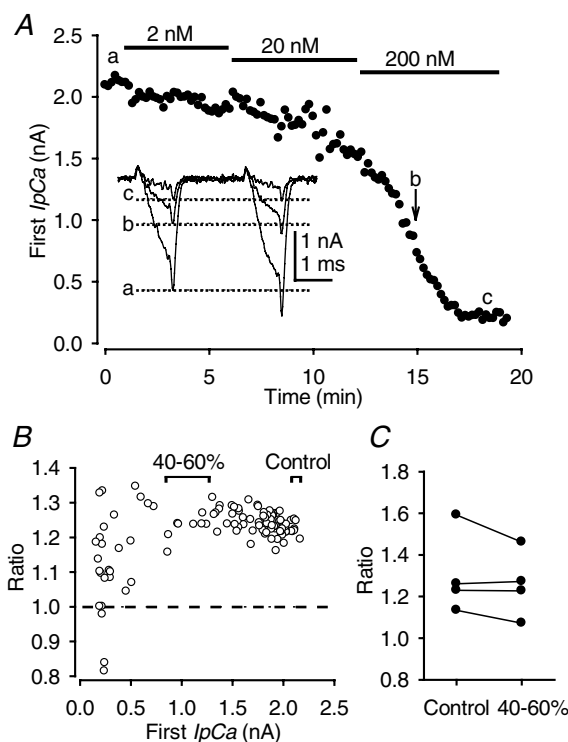 A
2 nM
20 nM
200 nM
a
b
c
2.5
2.0
1.5
1.0
0.5
0.0
First IpCa (nA)
c
b
a
1 nA
1 ms
0
5
10
15
20
Time (min)
B
40-60%
Control
1.4
1.3
1.2
1.1
1.0
0.9
0.8
Ratio
0.0
0.5
1.0
1.5
2.0
2.5
First IpCa (nA)
C
1.8
1.6
1.4
1.2
1.0
0.8
Ratio
Control
40-60%